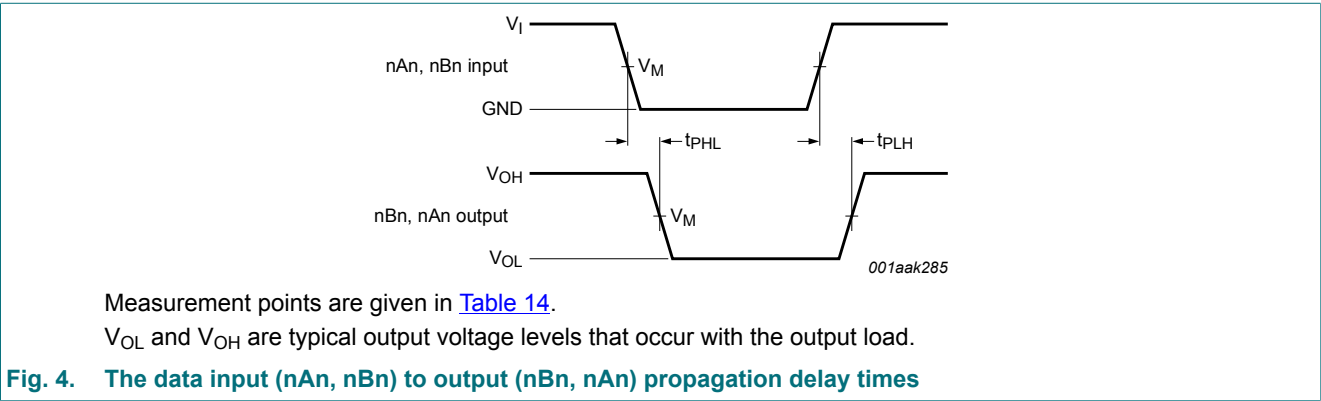 VI
nAn, nBn input
VM
GND
tPHL
tPLH
VOH
nBn, nAn output
VM
VOL
001aak285
Measurement points are given in Table 14.
VOL and VOH are typical output voltage levels that occur with the output load.
Fig. 4. The data input (nAn, nBn) to output (nBn, nAn) propagation delay times